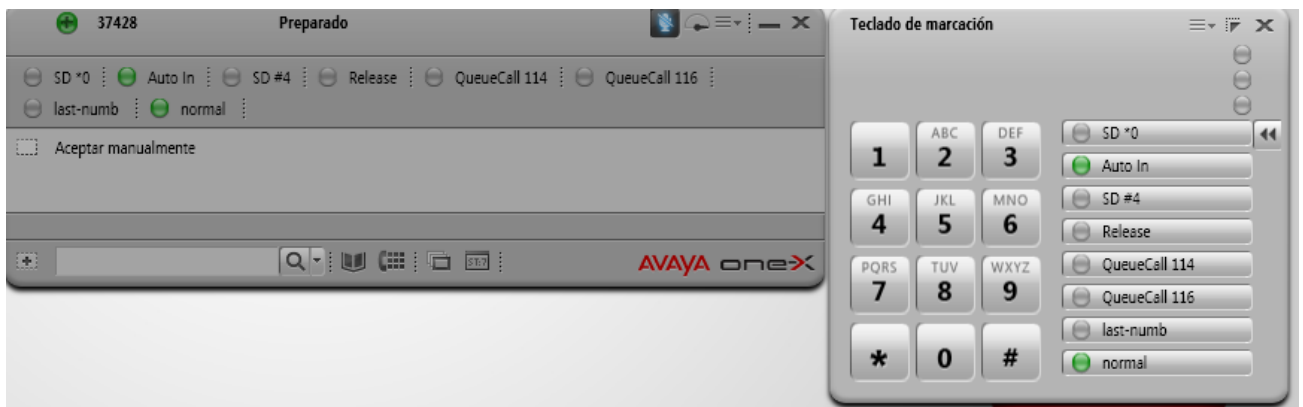 37428 Preparado
SD *0 Auto In SD #4 Release QueueCall 114 QueueCall 116
last-numb normal
Aceptar manualmente
AVAYA one-X
Teclado de marcación
1 ABC 2 DEF 3
GHI 4 JKL 5 MNO 6
PQRS 7 TUV 8 WXYZ 9
* 0 #
SD *0
Auto In
SD #4
Release
QueueCall 114
QueueCall 116
last-numb
normal